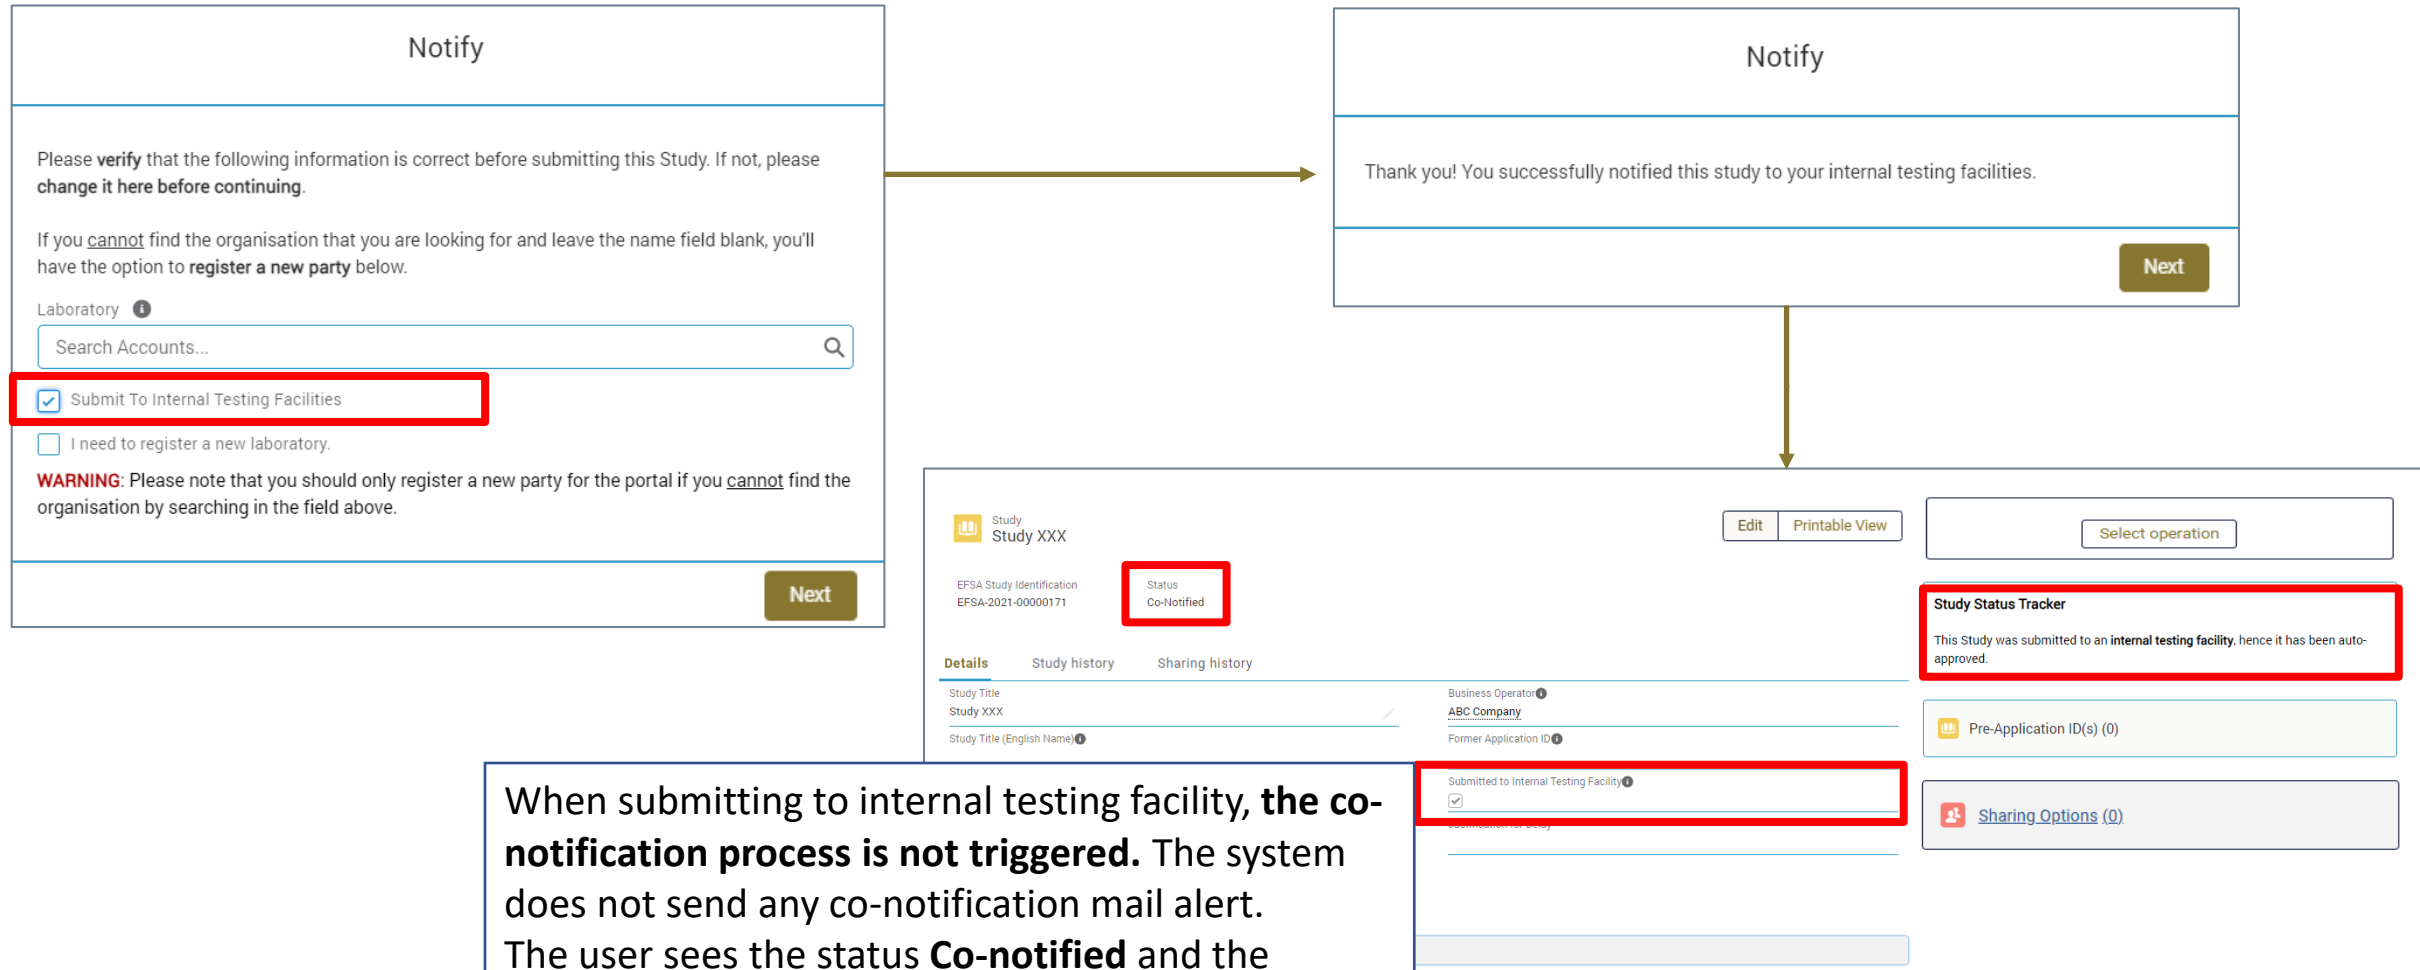 Notify
Please verify that the following information is correct before submitting this Study. If not, please
change it here before continuing.
If you cannot find the organisation that you are looking for and leave the name field blank, you'll
have the option to register a new party below.
Laboratory
Search Accounts...
Submit To Internal Testing Facilities
I need to register a new laboratory.
WARNING: Please note that you should only register a new party for the portal if you cannot find the
organisation by searching in the field above.
Next
Notify
Thank you! You successfully notified this study to your internal testing facilities.
Next
Study
Study XXX
Edit
Printable View
EFSA Study Identification
EFSA-2021-00000171
Status
Co-Notified
Details
Study history
Sharing history
Study Title
Study XXX
Study Title (English Name)
Business Operator
ABC Company
Former Application ID
Submitted to Internal Testing Facility
Justification for Delay
Select operation
Study Status Tracker
This Study was submitted to an internal testing facility, hence it has been auto-
approved.
Pre-Application ID(s) (0)
Sharing Options (0)
When submitting to internal testing facility, the co-
notification process is not triggered. The system
does not send any co-notification mail alert.
The user sees the status Co-notified and the